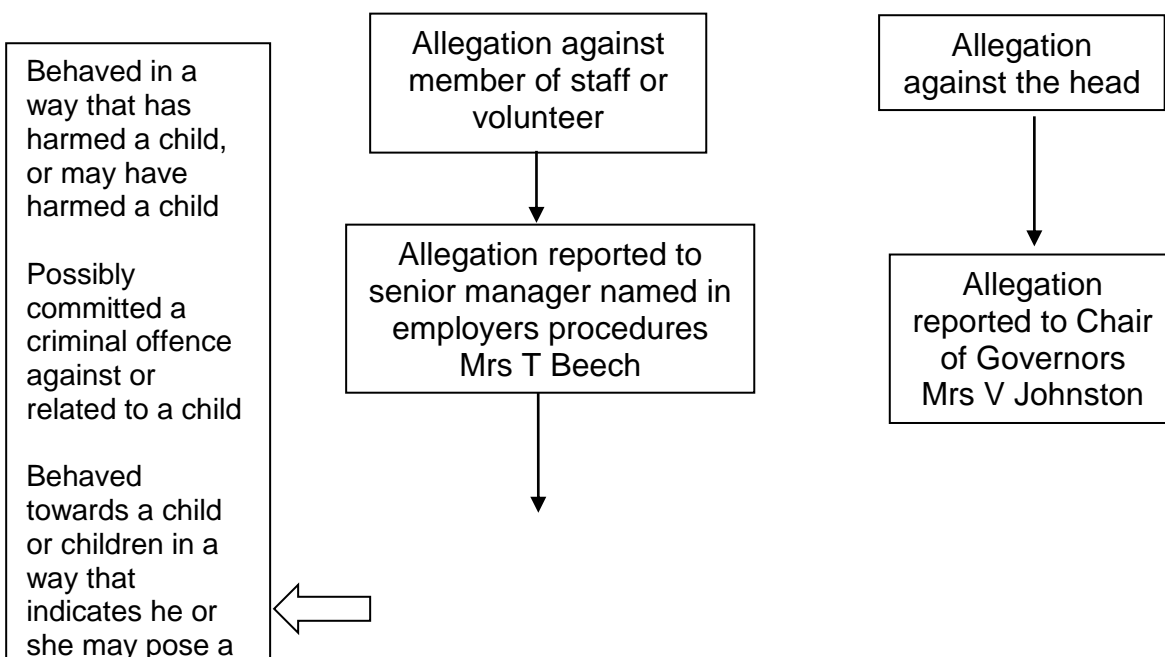 Behaved in a
way that has
harmed a child,
or may have
harmed a child
Possibly
committed a
criminal offence
against or
related to a child
Behaved
towards a child
or children in a
way that
indicates he or
she may pose a
Allegation against
member of staff or
volunteer
Allegation reported to
senior manager named in
employers procedures
Mrs T Beech
Allegation
against the head
Allegation
reported to Chair
of Governors
Mrs V Johnston